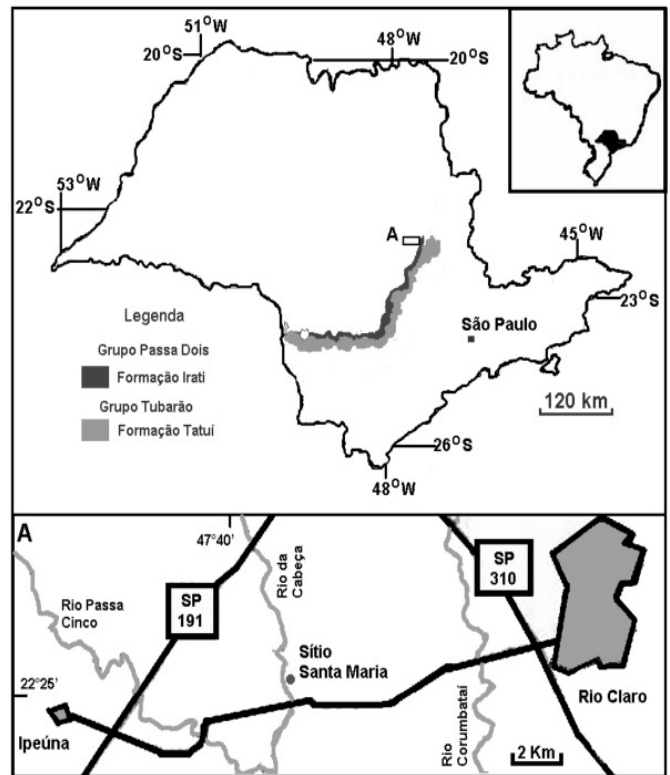 51°W
20°S
48°W
20°S
53°W
22°S
A
45°W
23°S
São Paulo
Legenda
Grupo Passa Dois
Formação Irati
Grupo Tubarão
Formação Tatuí
120 km
26°S
48°W
A
47°40'
SP
191
SP
310
Rio da
Cabeça
Rio Passa
Cinco
Sítio
Santa Maria
22°25'
Ipeúna
Rio
Corumbataí
Rio Claro
2 Km